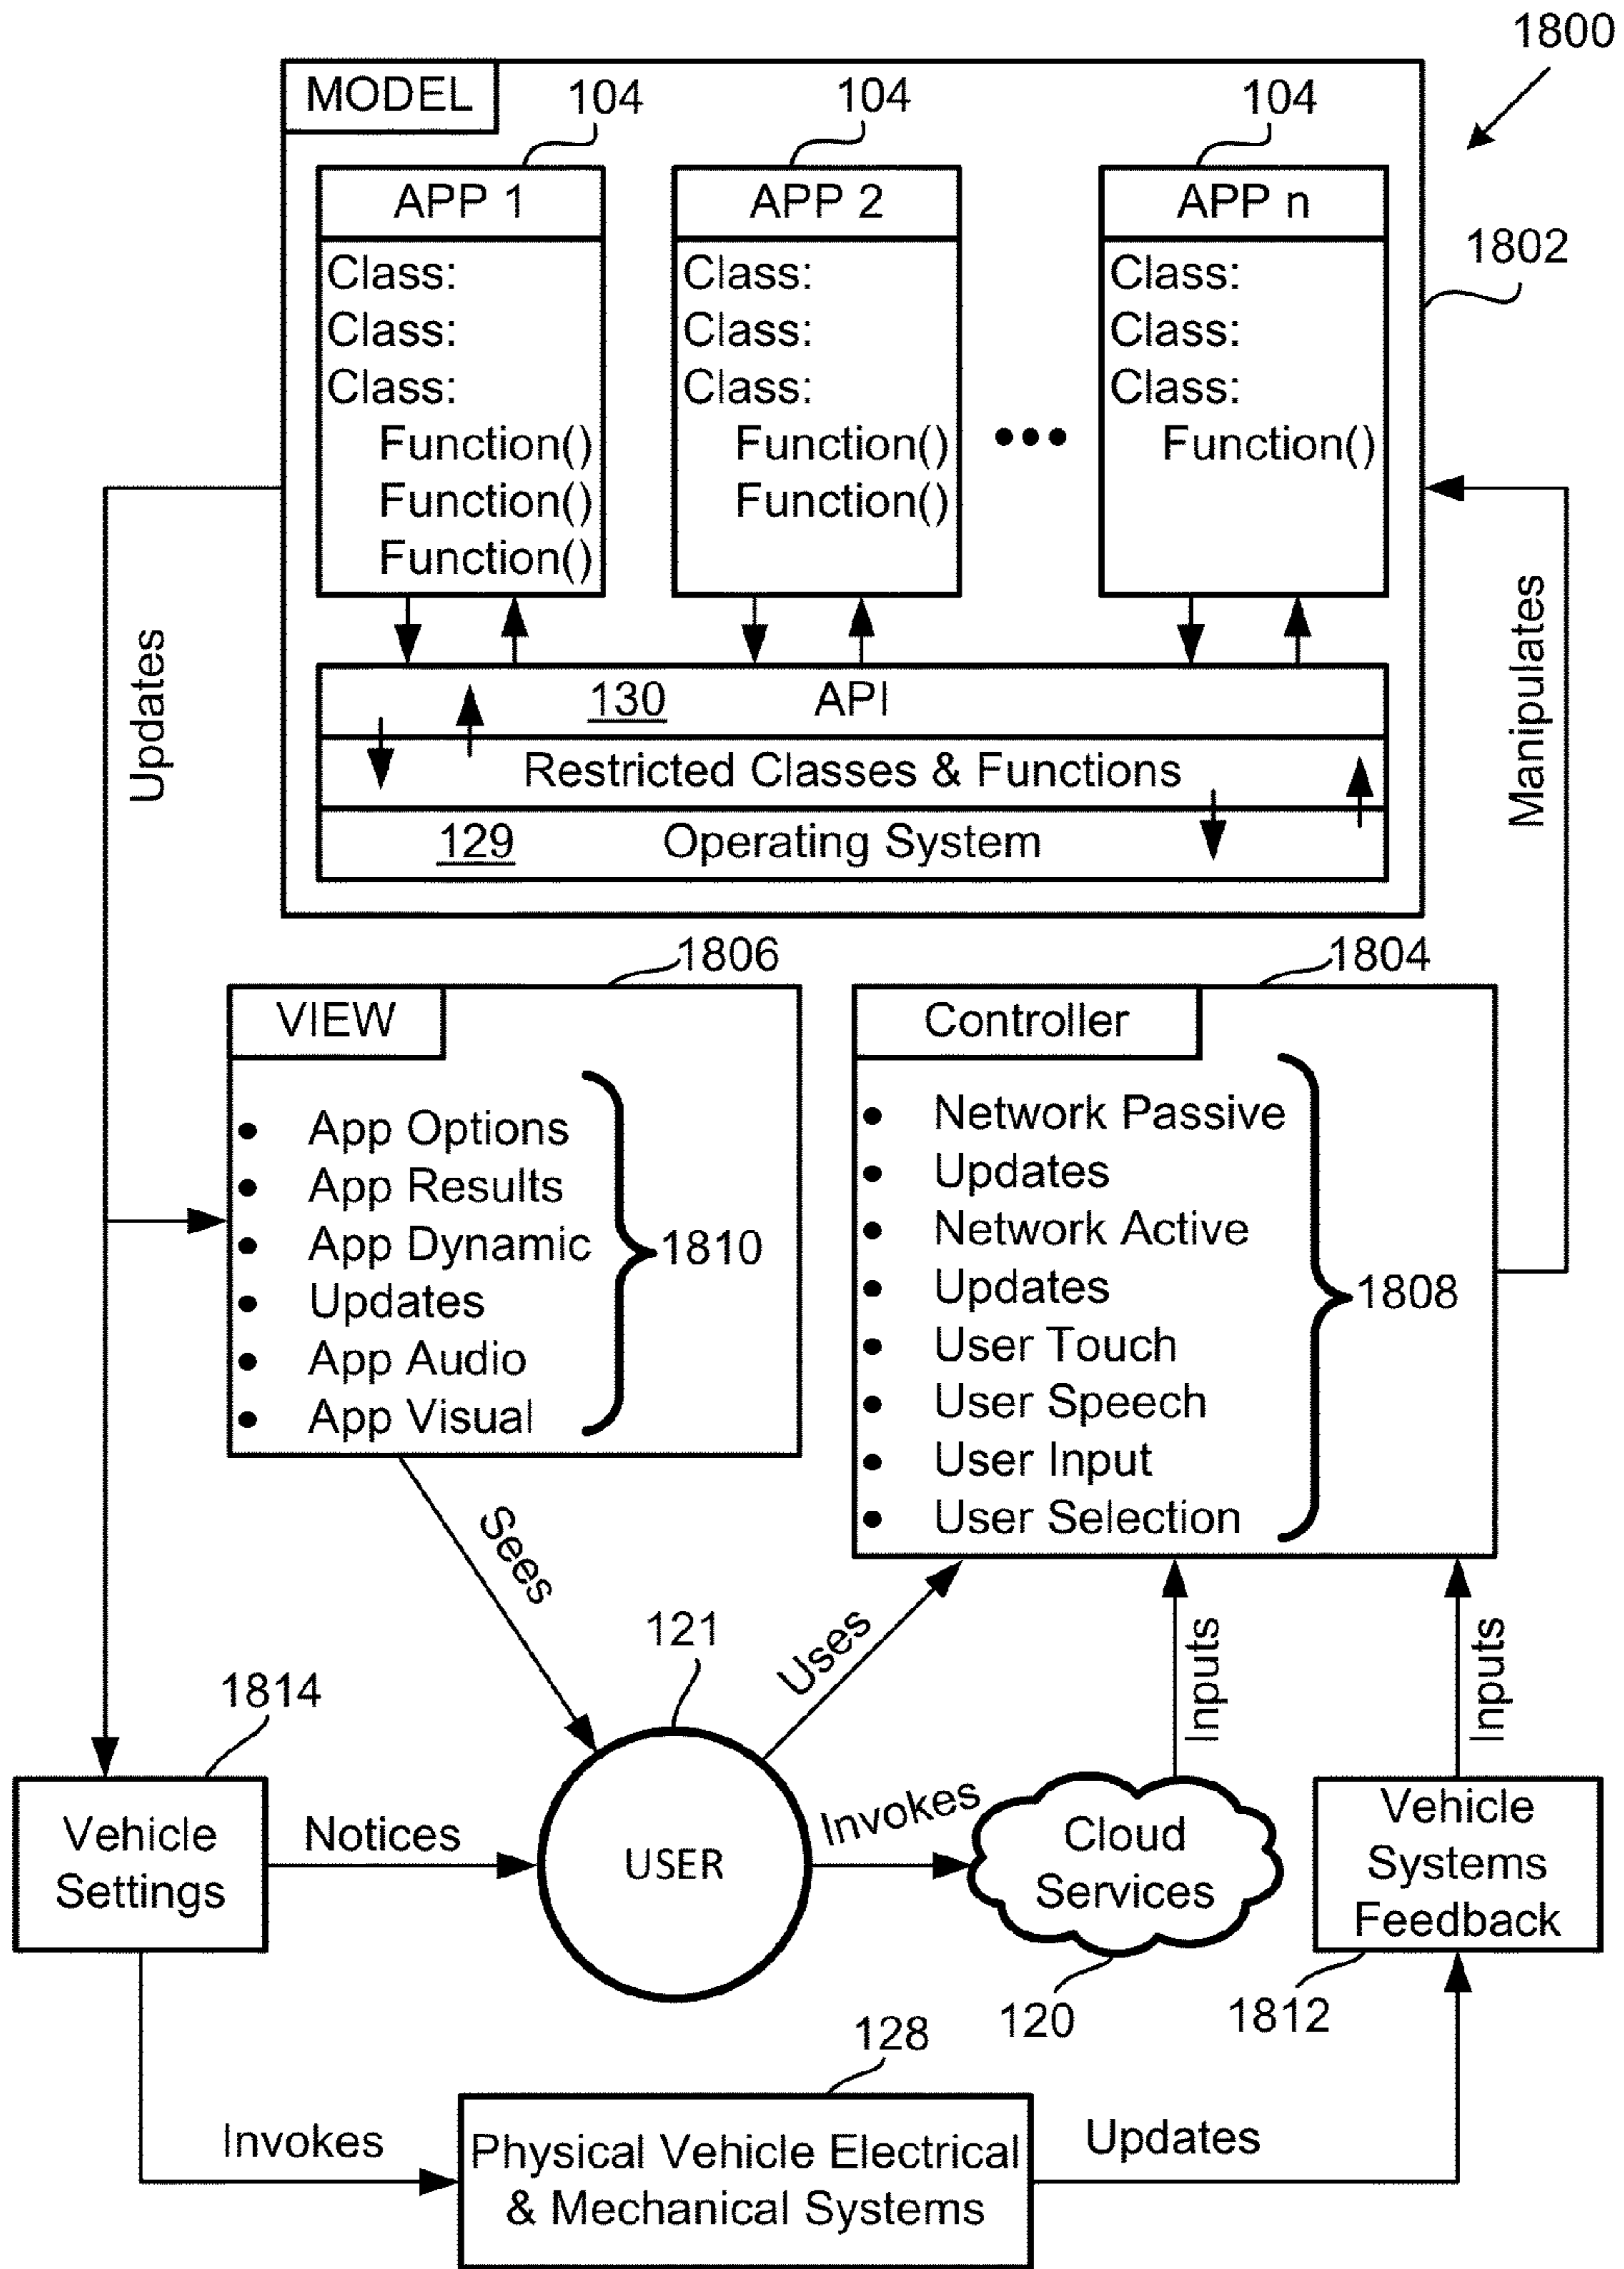 1800
MODEL
104
104
104
APP 1
APP 2
APP n
1802
Class:
Class:
Class:
Function()
Function()
Function()
Class:
Class:
Class:
Function()
Function()
•••
Class:
Class:
Class:
Function()
130 API
Restricted Classes & Functions
129 Operating System
Updates
Manipulates
1806
VIEW
• App Options
• App Results
• App Dynamic
• Updates
• App Audio
• App Visual
1810
1804
Controller
• Network Passive
• Updates
• Network Active
• Updates
• User Touch
• User Speech
• User Input
• User Selection
1808
Sees
Uses
Inputs
Inputs
121
1814
Vehicle
Settings
Notices
USER
Invokes
Cloud
Services
Vehicle
Systems
Feedback
120
1812
128
Invokes
Physical Vehicle Electrical
& Mechanical Systems
Updates